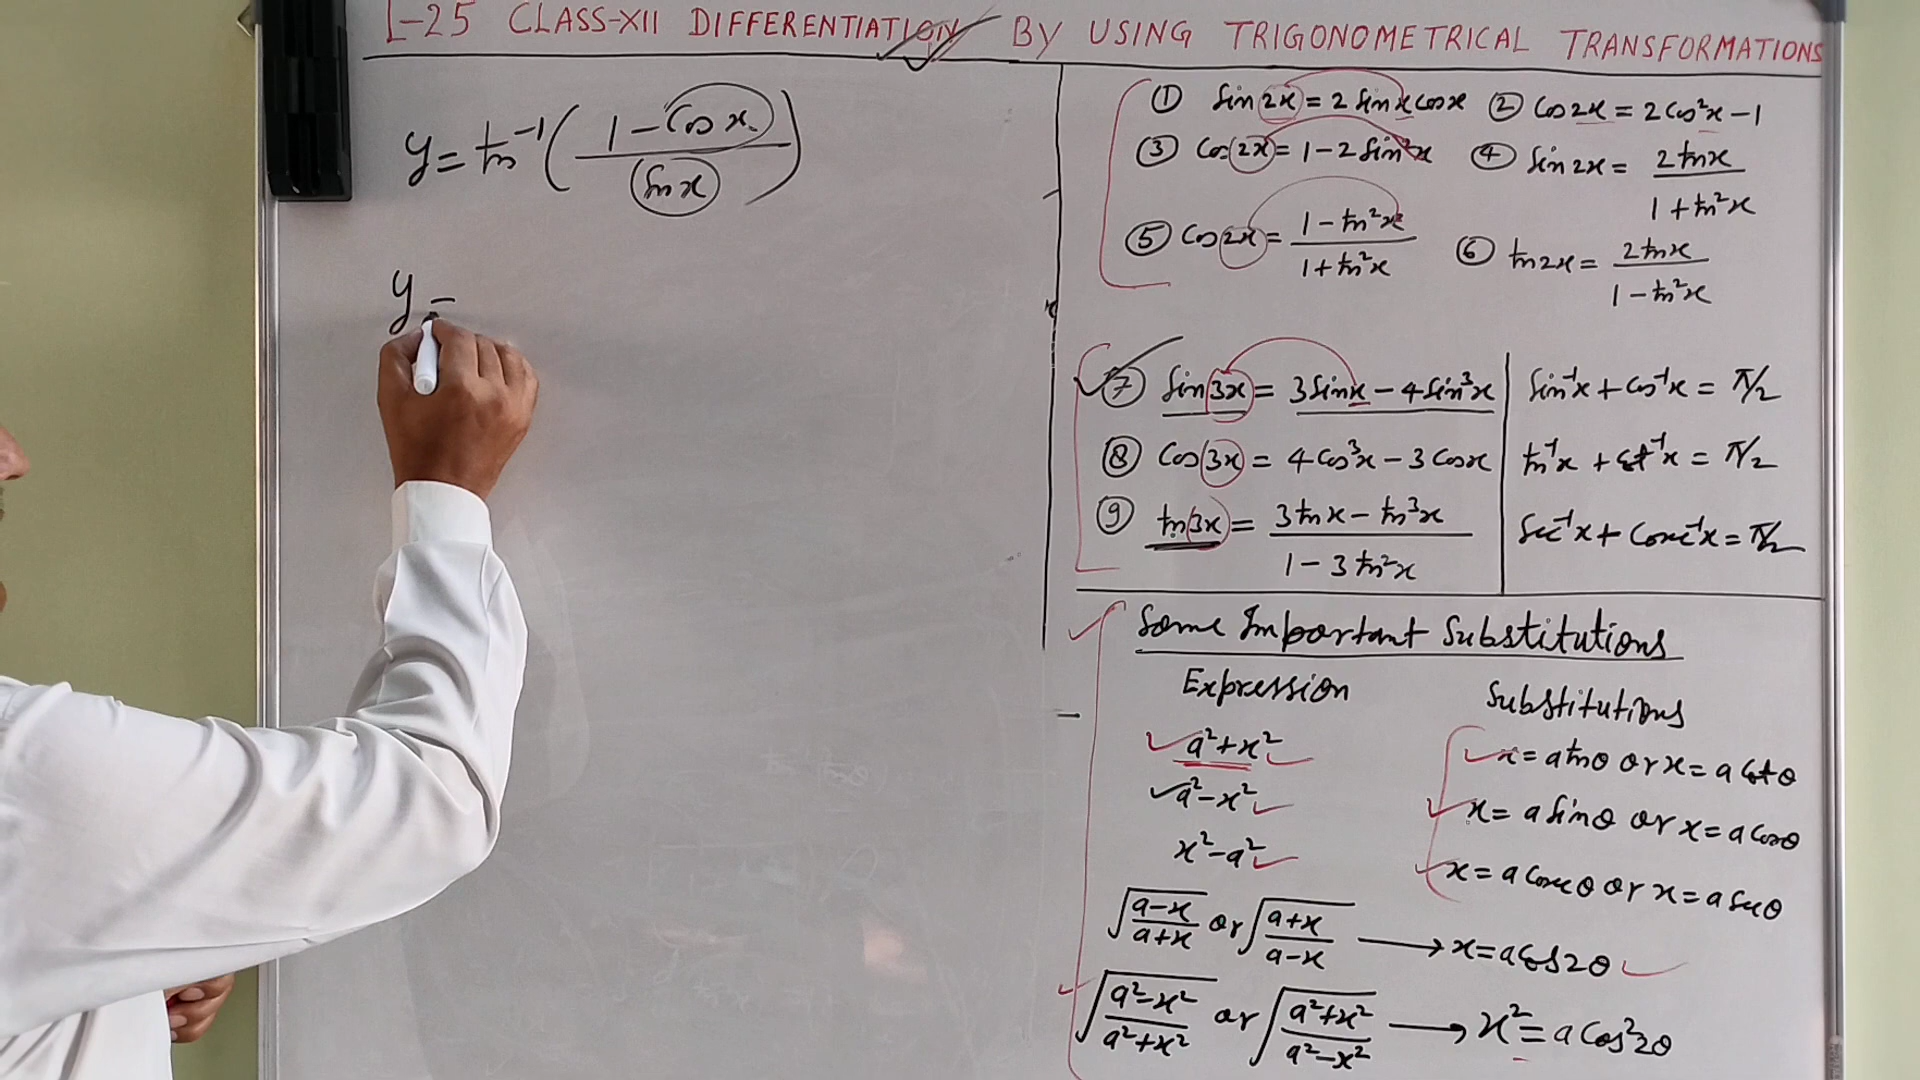 L-25 CLASS-XII DIFFERENTIATION BY USING TRIGONOMETRICAL TRANSFORMATIONS
y = tn⁻¹ ( (1 - Cos x) / (Sin x) )
y =
① Sin 2x = 2 Sin x cos x ② Cos 2x = 2 Cos²x - 1
③ Cos 2x = 1 - 2 Sin²x ④ Sin 2x = 2 tn x / (1 + tn²x)
⑤ Cos 2x = (1 - tn²x) / (1 + tn²x) ⑥ tn 2x = 2 tn x / (1 - tn²x)
⑦ Sin 3x = 3 Sin x - 4 Sin³x
⑧ Cos 3x = 4 Cos³x - 3 Cos x
⑨ tn 3x = (3 tn x - tn³x) / (1 - 3 tn²x)
Sin⁻¹x + Cos⁻¹x = π/2
tn⁻¹x + Cot⁻¹x = π/2
Sec⁻¹x + Cosec⁻¹x = π/2
Some Important Substitutions
Expression Substitutions
a² + x² x = a tn θ or x = a Cot θ
a² - x² x = a Sin θ or x = a Cos θ
x² - a² x = a Cosec θ or x = a Sec θ
√((a-x)/(a+x)) or √((a+x)/(a-x)) → x = a Cos 2θ
√((a²-x²)/(a²+x²)) or √((a²+x²)/(a²-x²)) → x² = a Cos² 2θ